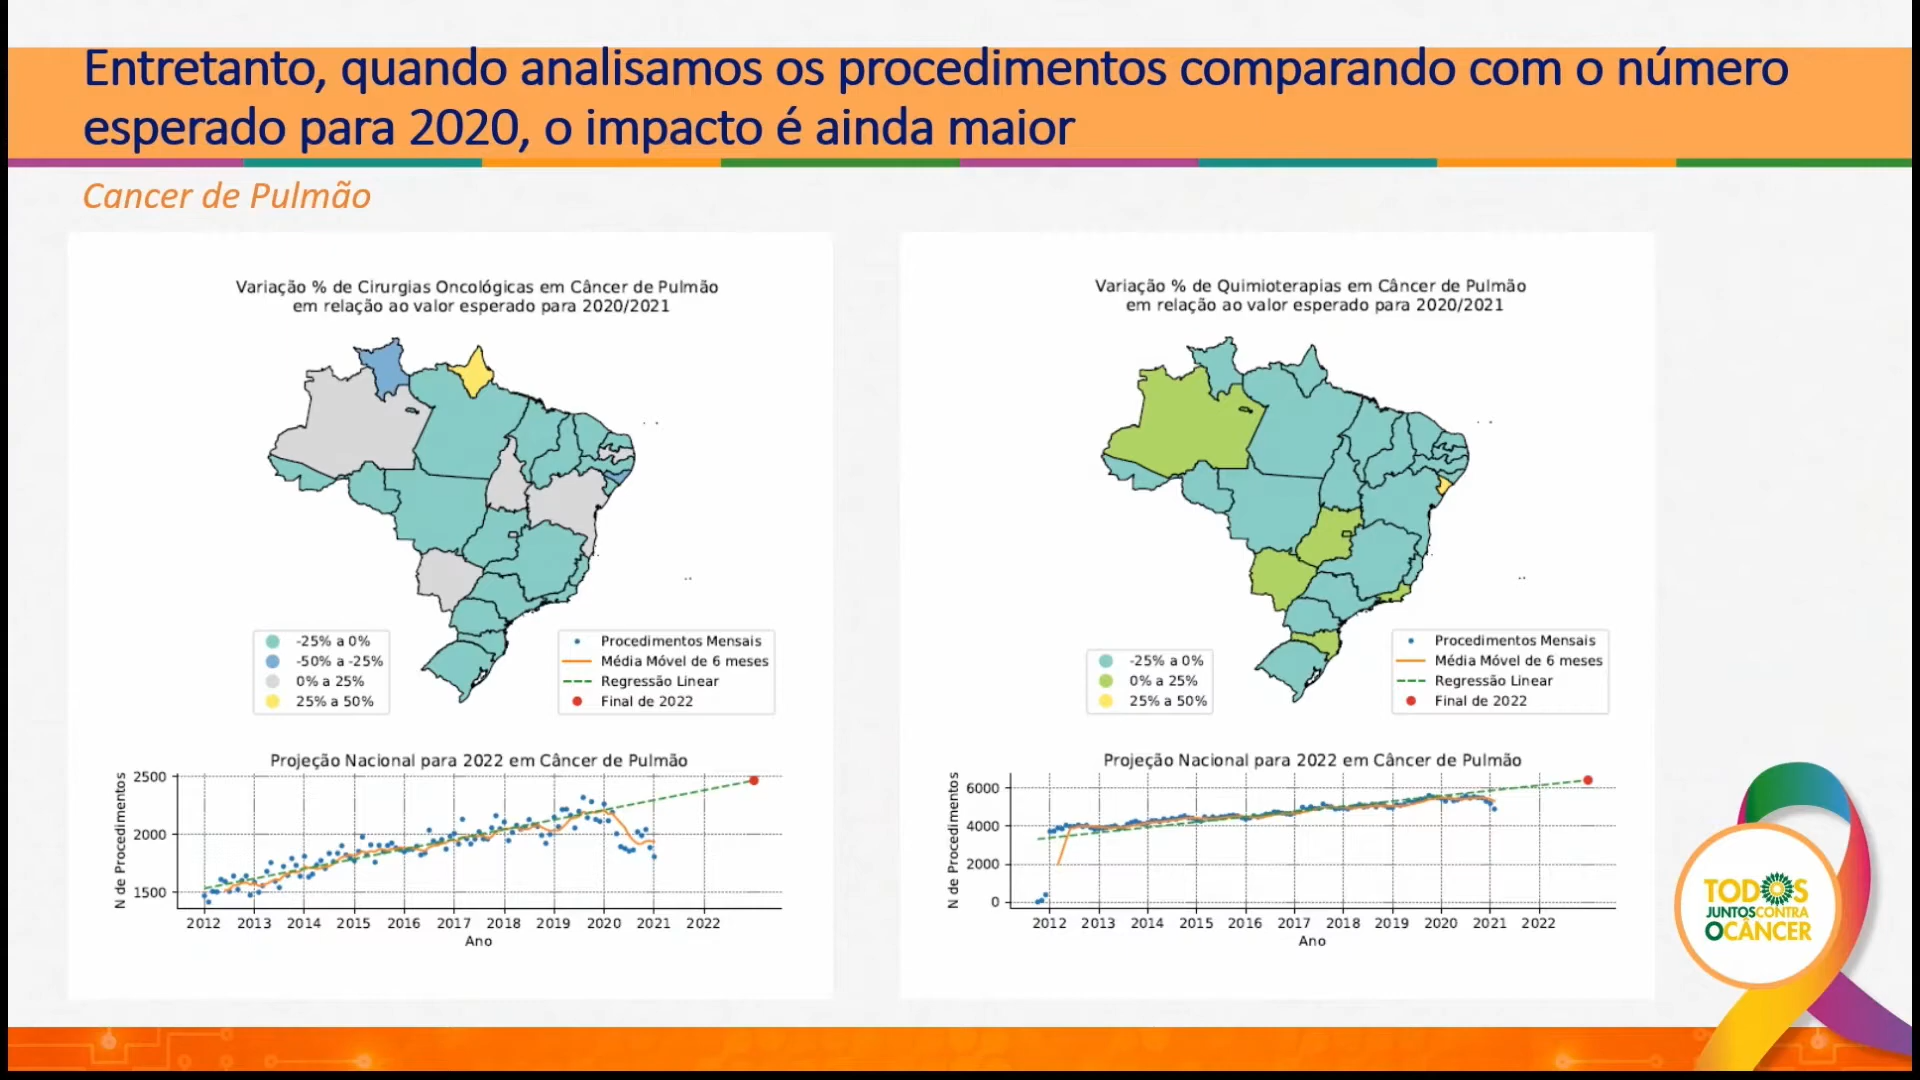 Entretanto, quando analisamos os procedimentos comparando com o número
esperado para 2020, o impacto é ainda maior
Cancer de Pulmão
Variação % de Cirurgias Oncológicas em Câncer de Pulmão
em relação ao valor esperado para 2020/2021
-25% a 0%
-50% a -25%
0% a 25%
25% a 50%
Procedimentos Mensais
Média Móvel de 6 meses
Regressão Linear
Final de 2022
Projeção Nacional para 2022 em Câncer de Pulmão
N de Procedimentos
2500
2000
1500
2012 2013 2014 2015 2016 2017 2018 2019 2020 2021 2022
Ano
Variação % de Quimioterapias em Câncer de Pulmão
em relação ao valor esperado para 2020/2021
-25% a 0%
0% a 25%
25% a 50%
Procedimentos Mensais
Média Móvel de 6 meses
Regressão Linear
Final de 2022
Projeção Nacional para 2022 em Câncer de Pulmão
N de Procedimentos
6000
4000
2000
0
2012 2013 2014 2015 2016 2017 2018 2019 2020 2021 2022
Ano
TODOS
JUNTOSCONTRA
OCÂNCER